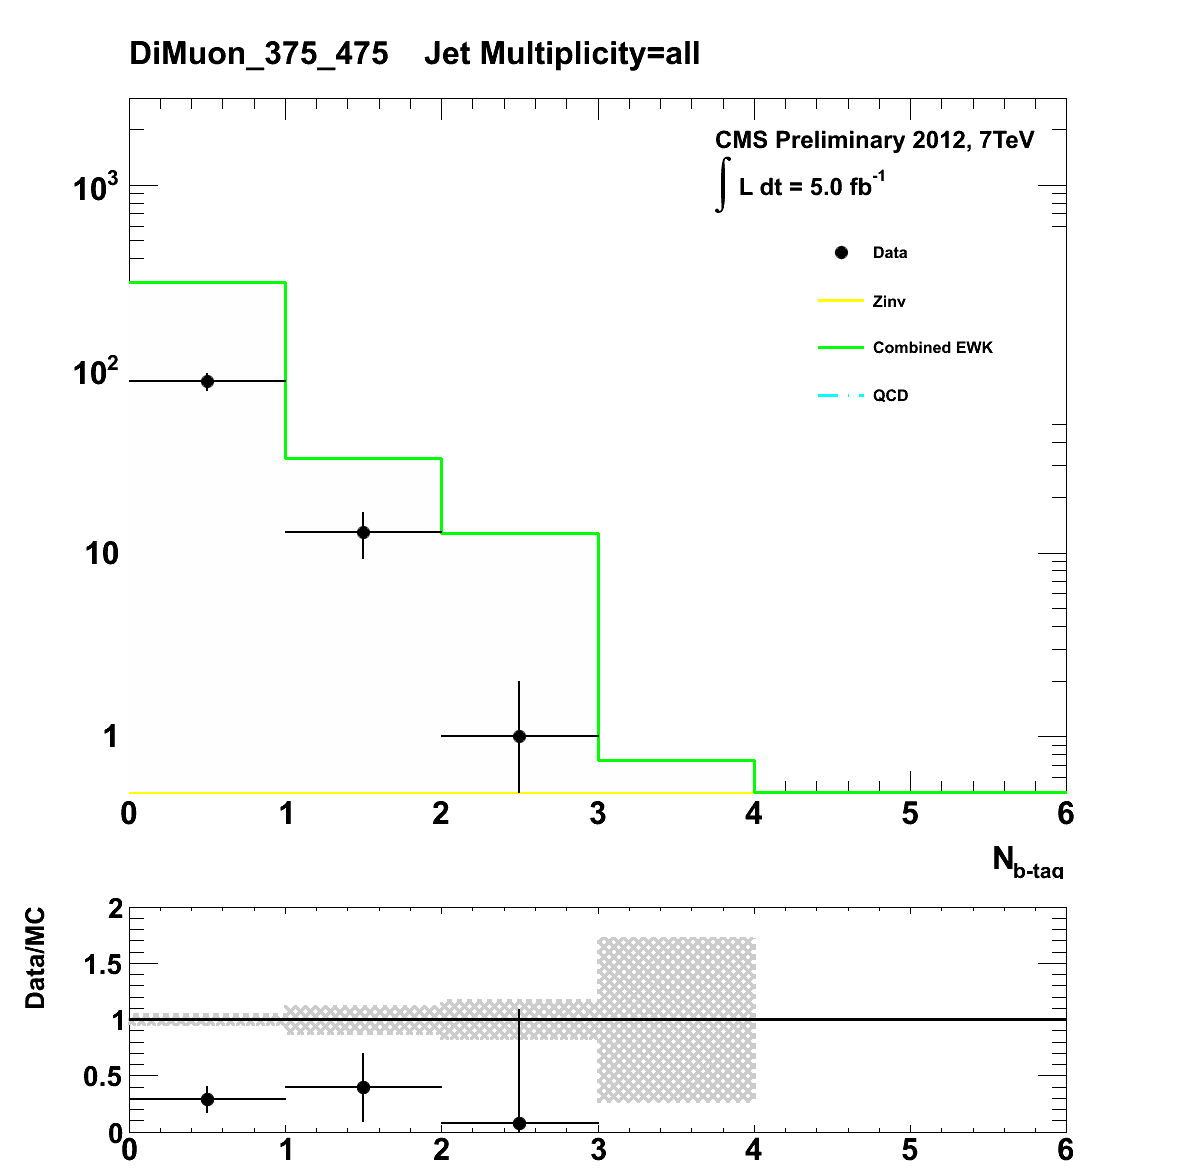 DiMuon_375_475 Jet Multiplicity=all
CMS Preliminary 2012, 7TeV
∫ L dt = 5.0 fb⁻¹
Data
Zinv
Combined EWK
QCD
10³
10²
10
1
0 1 2 3 4 5 6
N_b-tag
Data/MC
2
1.5
1
0.5
0
0 1 2 3 4 5 6